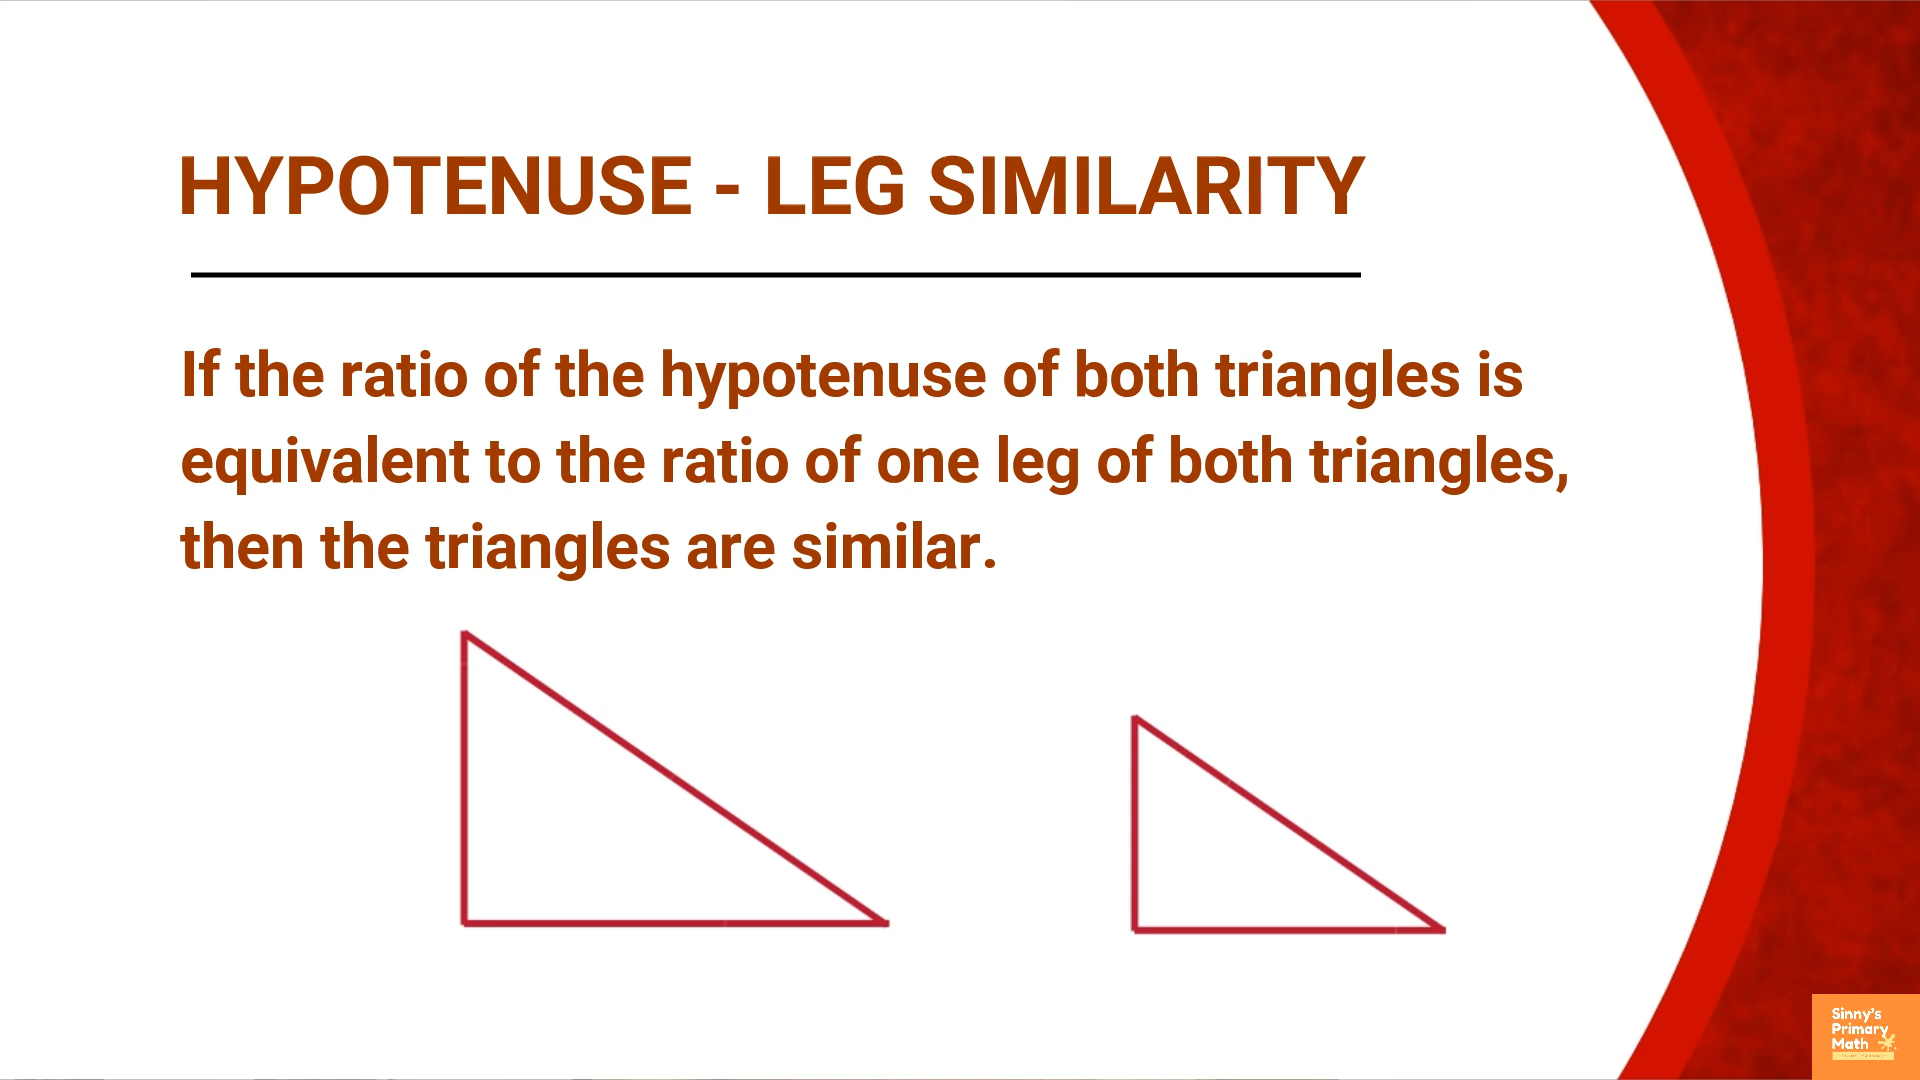 HYPOTENUSE - LEG SIMILARITY
If the ratio of the hypotenuse of both triangles is
equivalent to the ratio of one leg of both triangles,
then the triangles are similar.
Sinny's
Primary
Math